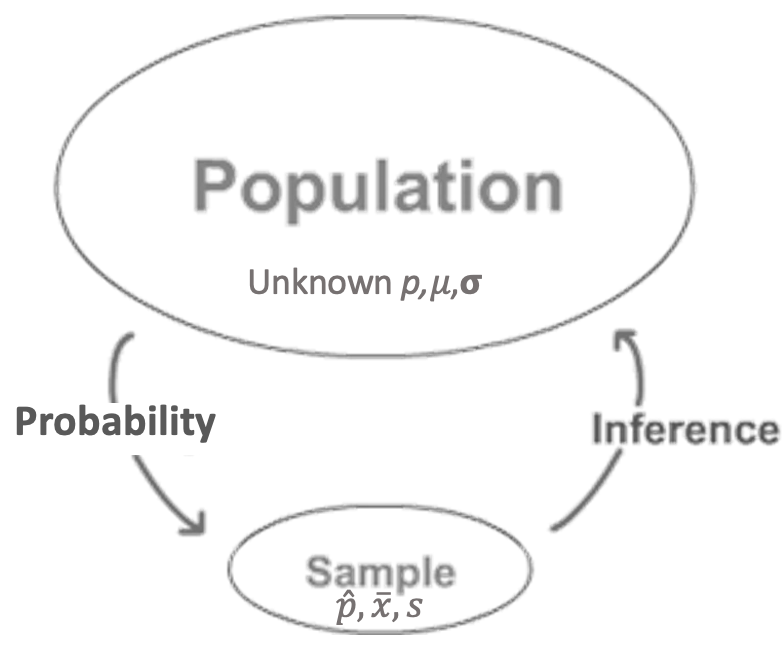 Population
Unknown p,μ,σ
Probability
Inference
Sample
p̂, x̄, s